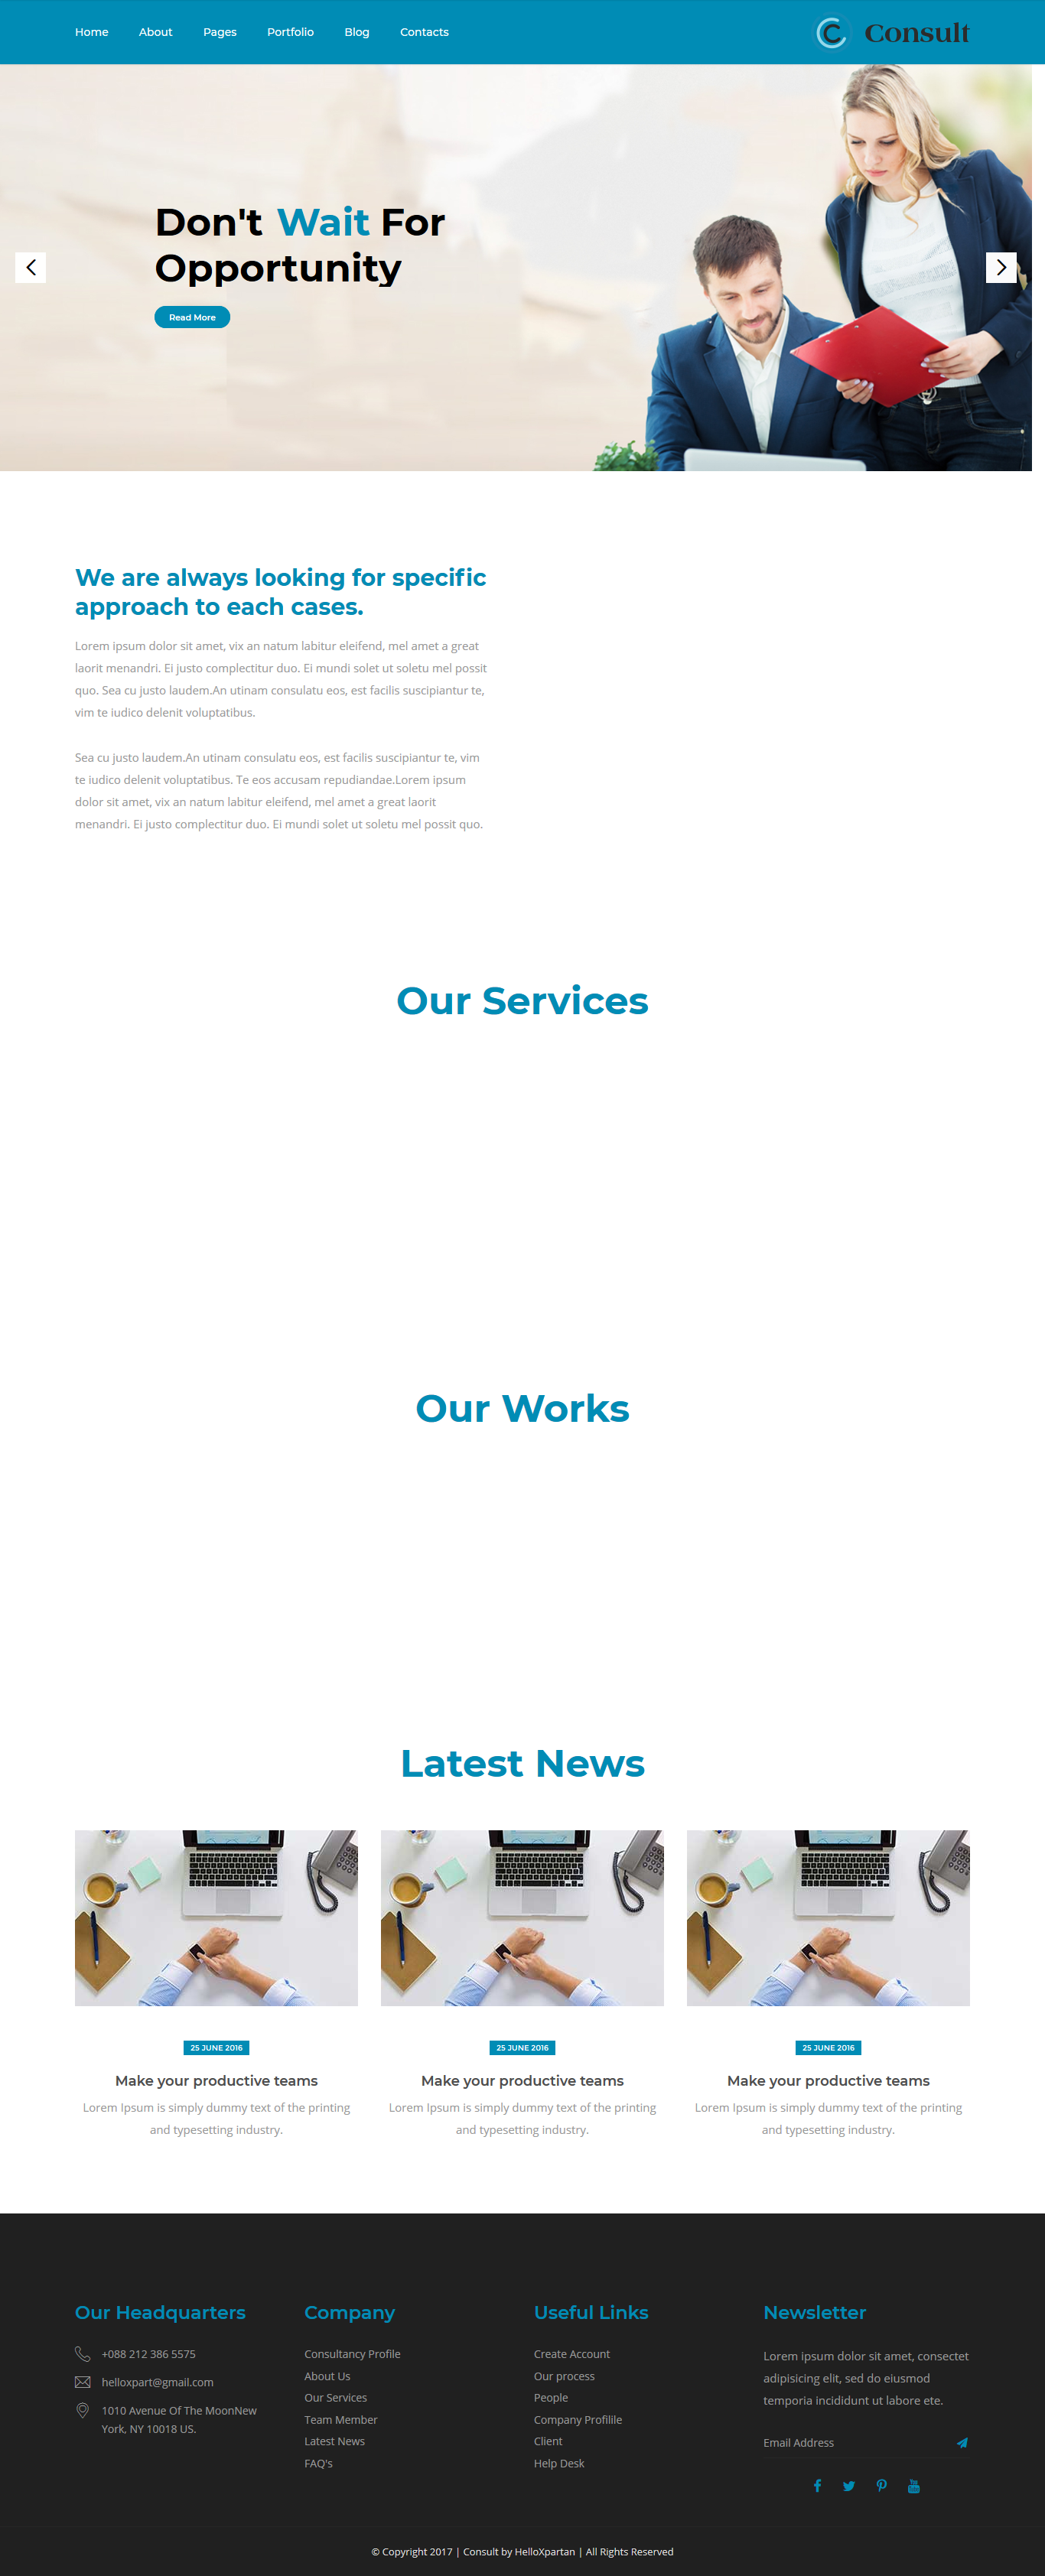 Home About Pages Portfolio Blog Contacts
Consult
Don't Wait For
Opportunity
Read More
We are always looking for specific
approach to each cases.
Lorem ipsum dolor sit amet, vix an natum labitur eleifend, mel amet a great
laorit menandri. Ei justo complectitur duo. Ei mundi solet ut soletu mel possit
quo. Sea cu justo laudem.An utinam consulatu eos, est facilis suscipiantur te,
vim te iudico delenit voluptatibus.
Sea cu justo laudem.An utinam consulatu eos, est facilis suscipiantur te, vim
te iudico delenit voluptatibus. Te eos accusam repudiandae.Lorem ipsum
dolor sit amet, vix an natum labitur eleifend, mel amet a great laorit
menandri. Ei justo complectitur duo. Ei mundi solet ut soletu mel possit quo.
Our Services
Our Works
Latest News
25 JUNE 2016
Make your productive teams
Lorem Ipsum is simply dummy text of the printing
and typesetting industry.
25 JUNE 2016
Make your productive teams
Lorem Ipsum is simply dummy text of the printing
and typesetting industry.
25 JUNE 2016
Make your productive teams
Lorem Ipsum is simply dummy text of the printing
and typesetting industry.
Our Headquarters
+088 212 386 5575
helloxpart@gmail.com
1010 Avenue Of The MoonNew
York, NY 10018 US.
Company
Consultancy Profile
About Us
Our Services
Team Member
Latest News
FAQ's
Useful Links
Create Account
Our process
People
Company Profilile
Client
Help Desk
Newsletter
Lorem ipsum dolor sit amet, consectet
adipisicing elit, sed do eiusmod
temporia incididunt ut labore ete.
Email Address
© Copyright 2017 | Consult by HelloXpartan | All Rights Reserved